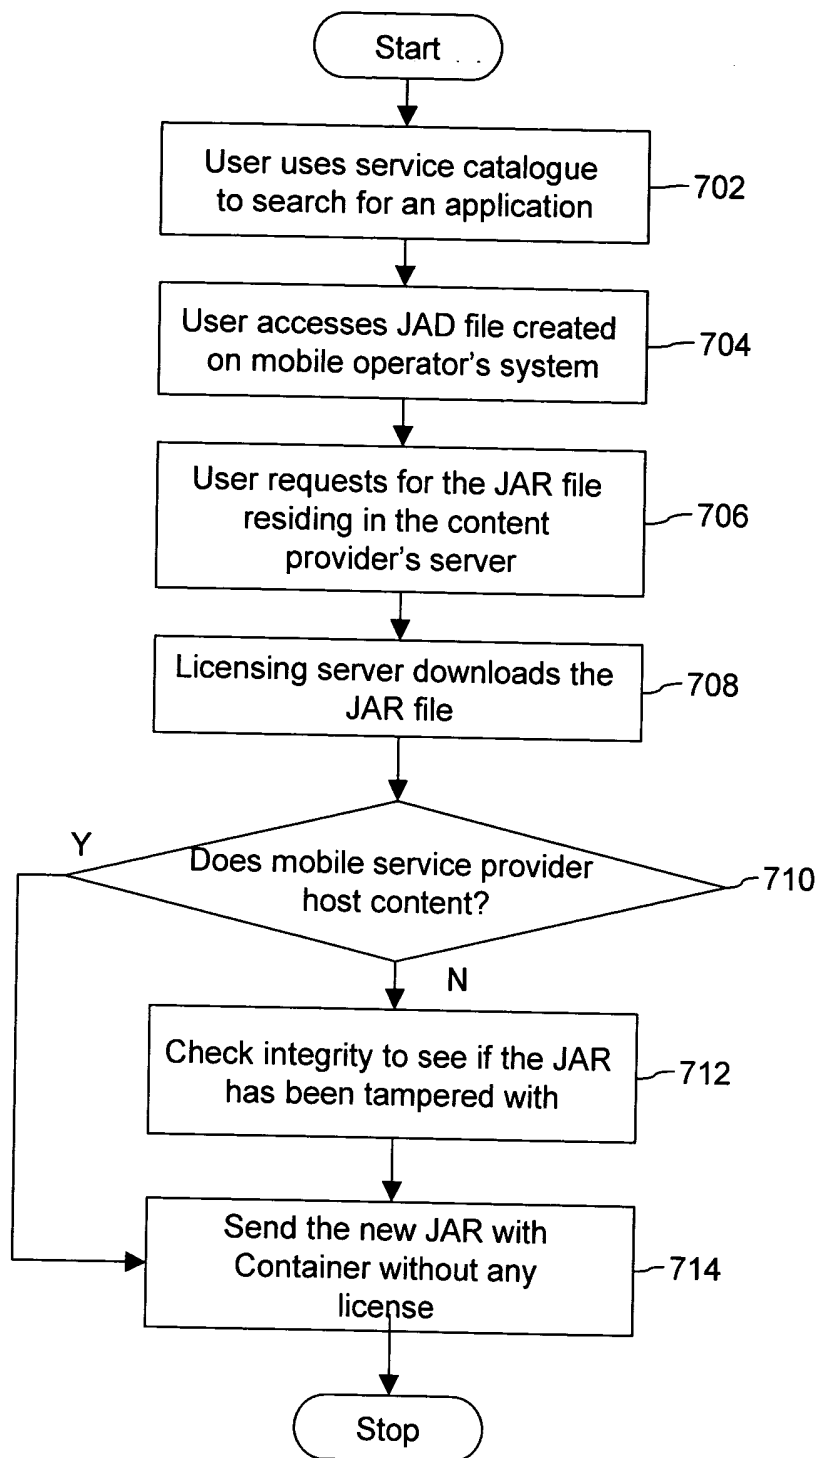 Start
User uses service catalogue
to search for an application
702
User accesses JAD file created
on mobile operator's system
704
User requests for the JAR file
residing in the content
provider's server
706
Licensing server downloads the
JAR file
708
Y
Does mobile service provider
host content?
710
N
Check integrity to see if the JAR
has been tampered with
712
Send the new JAR with
Container without any
license
714
Stop